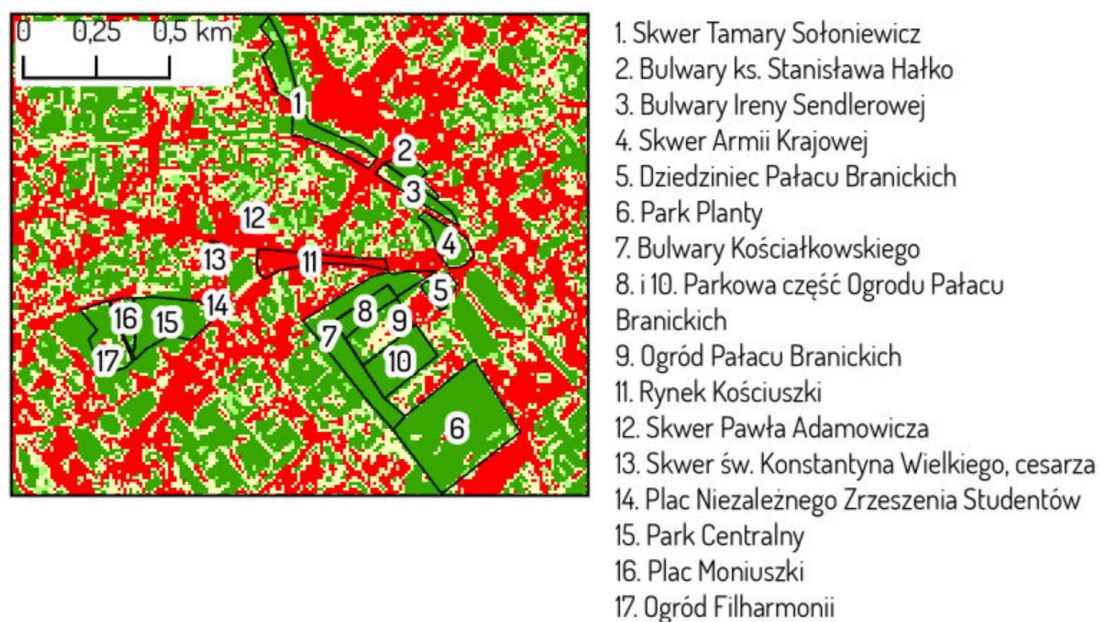 0 0,25 0,5 km
1
2
3
12
4
13
11
5
14
16
15
8
9
7
17
10
6
1. Skwer Tamary Sołoniewicz
2. Bulwary ks. Stanisława Hałko
3. Bulwary Ireny Sendlerowej
4. Skwer Armii Krajowej
5. Dziedziniec Pałacu Branickich
6. Park Planty
7. Bulwary Kościałkowskiego
8. i 10. Parkowa część Ogrodu Pałacu
Branickich
9. Ogród Pałacu Branickich
11. Rynek Kościuszki
12. Skwer Pawła Adamowicza
13. Skwer św. Konstantyna Wielkiego, cesarza
14. Plac Niezależnego Zrzeszenia Studentów
15. Park Centralny
16. Plac Moniuszki
17. Ogród Filharmonii